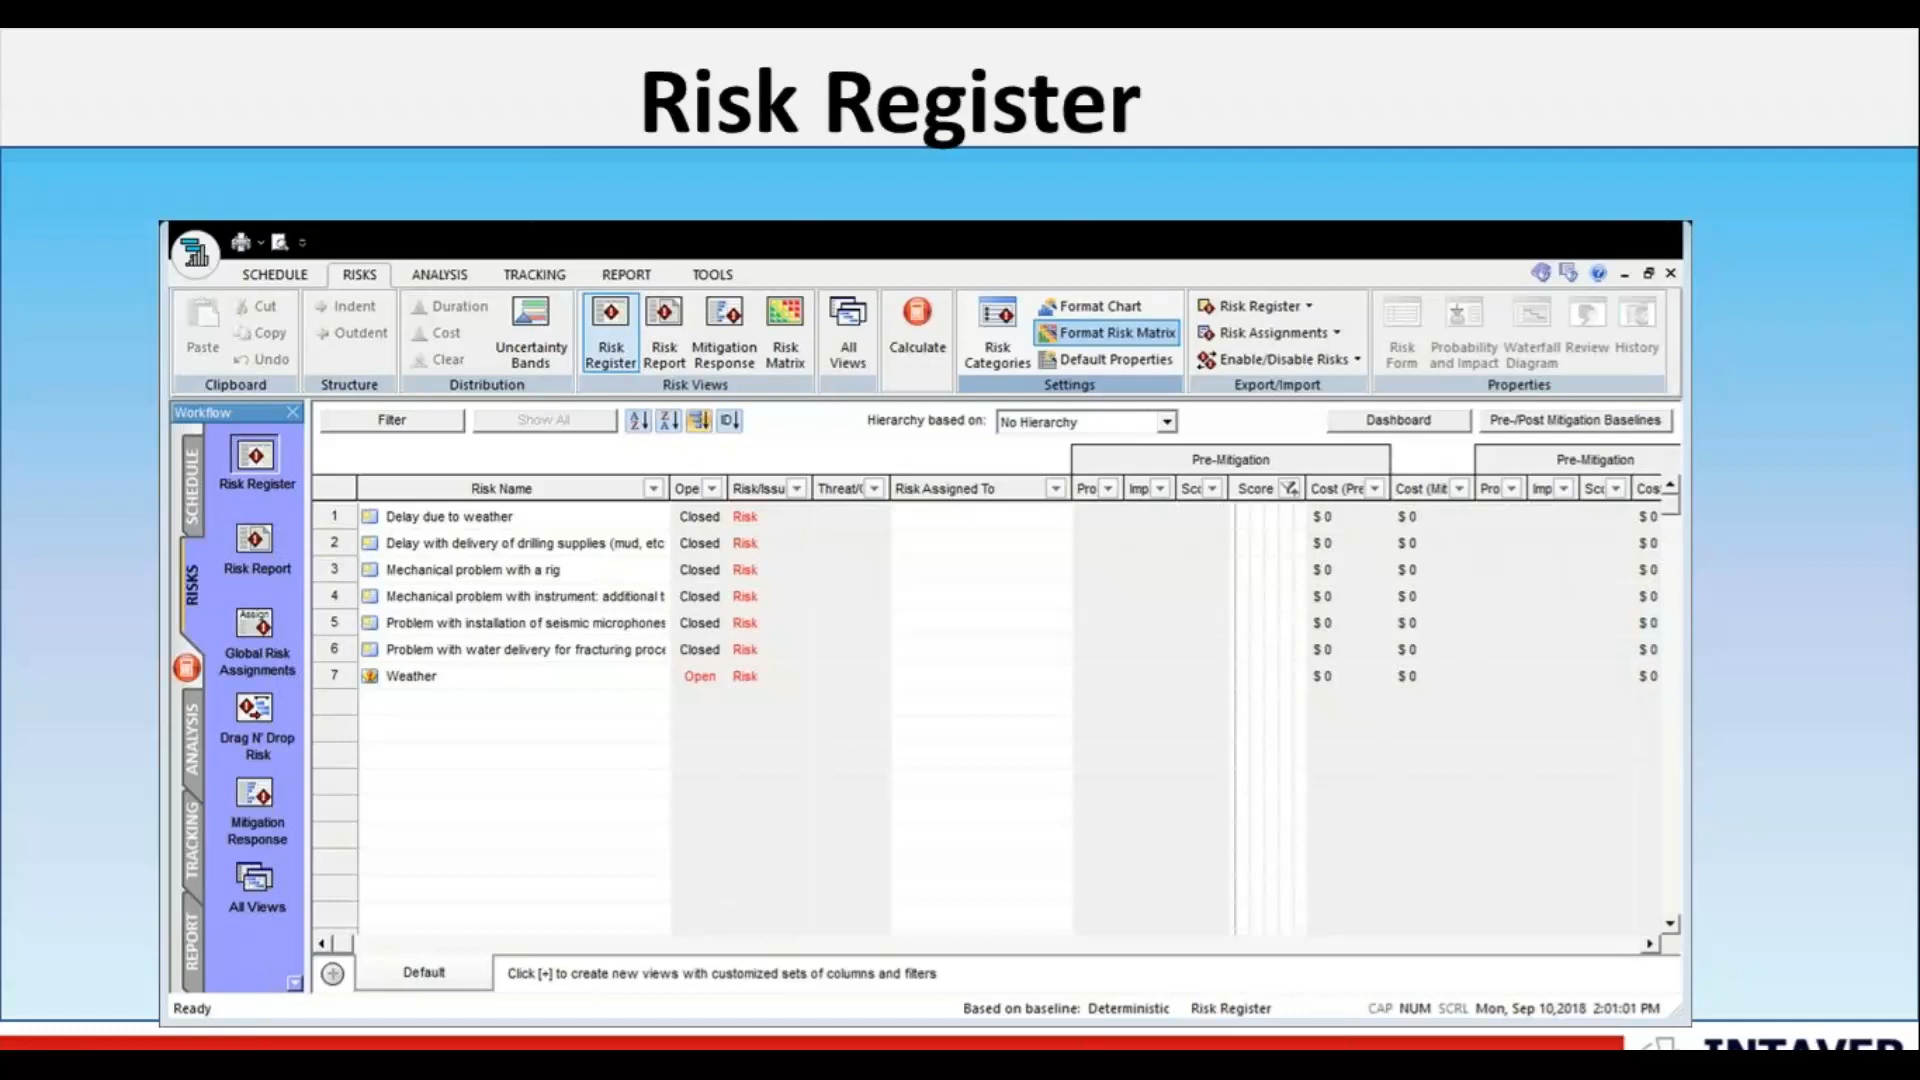 Risk Register
SCHEDULE RISKS ANALYSIS TRACKING REPORT TOOLS
Paste Cut Copy Undo
Clipboard
Indent Outdent
Structure
Duration Cost Clear Uncertainty Bands
Distribution
Risk Register Risk Report Mitigation Response Risk Matrix
Risk Views
All Views
Calculate
Risk Categories Format Chart Format Risk Matrix Default Properties
Settings
Risk Register Risk Assignments Enable/Disable Risks
Export/Import
Risk Form Probability and Impact Waterfall Diagram Review History
Properties
Workflow
SCHEDULE
RISKS
ANALYSIS
TRACKING
REPORT
Risk Register
Risk Report
Assign
Global Risk
Assignments
Drag N' Drop
Risk
Mitigation
Response
All Views
Filter Show All Hierarchy based on: No Hierarchy Dashboard Pre-/Post Mitigation Baselines
Pre-Mitigation Pre-Mitigation
Risk Name Ope Risk/Issu Threat/ Risk Assigned To Pro Imp Sco Score Cost (Pre Cost (Mit Pro Imp Sco Cos
1 Delay due to weather Closed Risk $ 0 $ 0 $ 0
2 Delay with delivery of drilling supplies (mud, etc Closed Risk $ 0 $ 0 $ 0
3 Mechanical problem with a rig Closed Risk $ 0 $ 0 $ 0
4 Mechanical problem with instrument: additional t Closed Risk $ 0 $ 0 $ 0
5 Problem with installation of seismic microphones Closed Risk $ 0 $ 0 $ 0
6 Problem with water delivery for fracturing proce Closed Risk $ 0 $ 0 $ 0
7 Weather Open Risk $ 0 $ 0 $ 0
Default Click [+] to create new views with customized sets of columns and filters
Ready Based on baseline: Deterministic Risk Register CAP NUM SCRL Mon, Sep 10,2018 2:01:01 PM
INTAVER